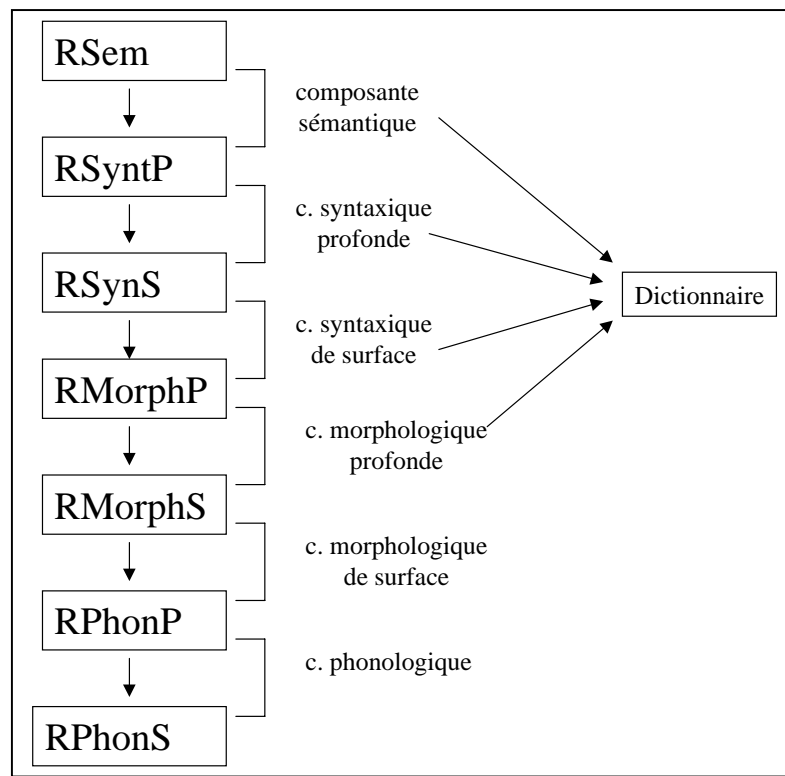 RSem
composante
sémantique
RSyntP
c. syntaxique
profonde
RSynS
Dictionnaire
c. syntaxique
de surface
RMorphP
c. morphologique
profonde
RMorphS
c. morphologique
de surface
RPhonP
c. phonologique
RPhonS